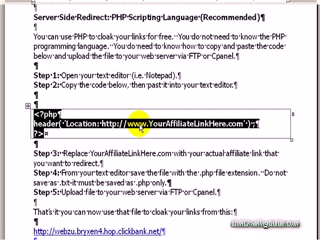 Server Side Redirect: PHP Scripting Language (Recommended)¶
You can use PHP to cloak your links for free. You do not need to know the PHP
programming language. You do need to know how to copy and paste the code
below and upload the file to your web server via FTP or Cpanel.¶
Step 1: Open your text editor (i.e. Notepad).¶
Step 2: Copy the code below, then past it into your text editor.¶
<?php¶
header( 'Location: http://www.YourAffiliateLinkHere.com' );¶
?>
Step 3: Replace YourAffiliateLinkHere.com with your actual affiliate link that
you want to redirect.¶
Step 4: From your text editor save the file with the .php file extension. Do not
save as .txt it must be saved as .php only.¶
Step 5: Upload file to your web server via FTP or Cpanel.¶
That's it you can now use that file to cloak your links from this:¶
http://webzu.bryxen4.hop.clickbank.net/¶